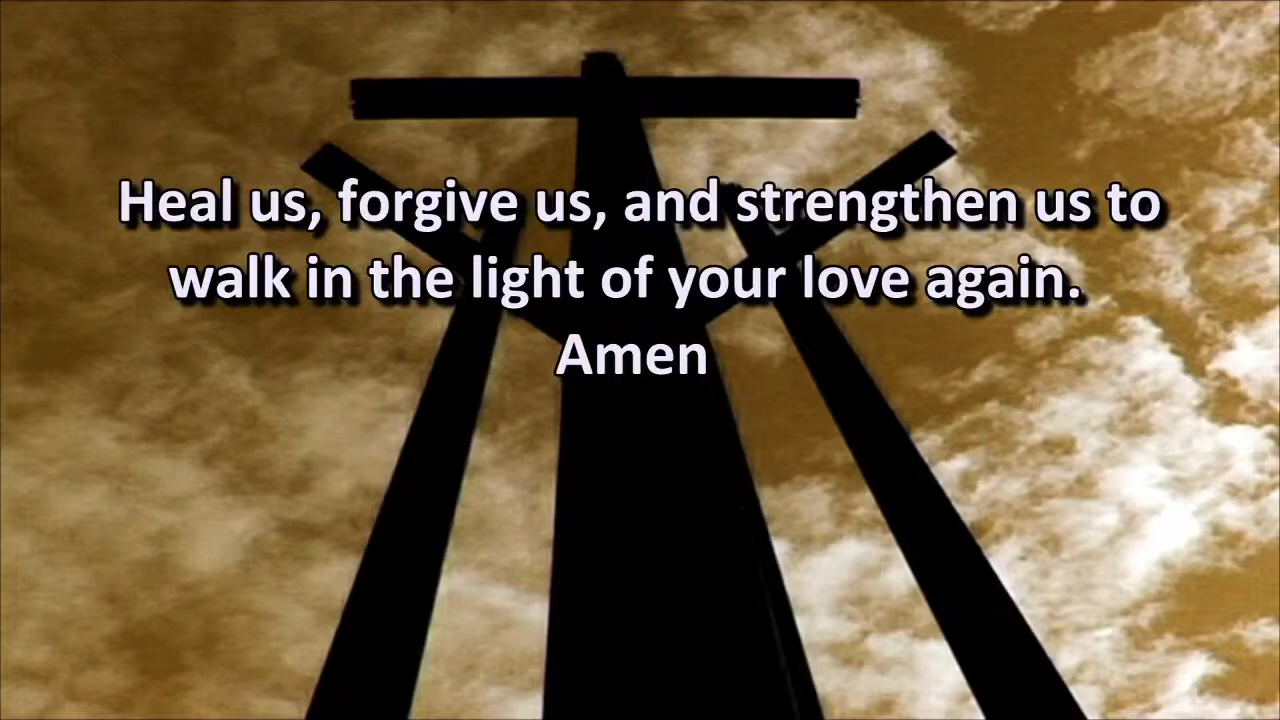 Heal us, forgive us, and strengthen us to
walk in the light of your love again.
Amen